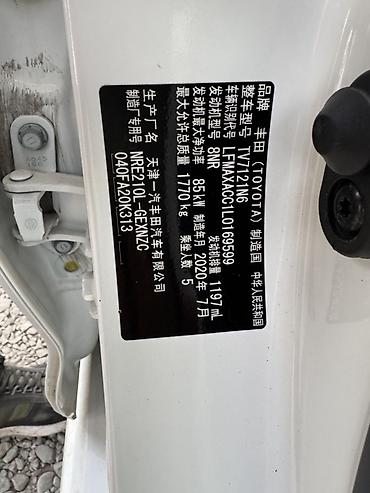 品牌 丰田(TOYOTA) 制造国 中华人民共和国
整车型号 TV7121N6
车辆识别代号 LFMAXACC1L0169599
发动机型号 8NR 发动机排量 1197mL
发动机最大净功率 85kW 制造年月 2020年7月
最大允许总质量 1770kg 乘坐人数 5
生产厂名 天津一汽丰田汽车有限公司
制造厂专用号 NRE210L-GEXNZC
040FA20K313